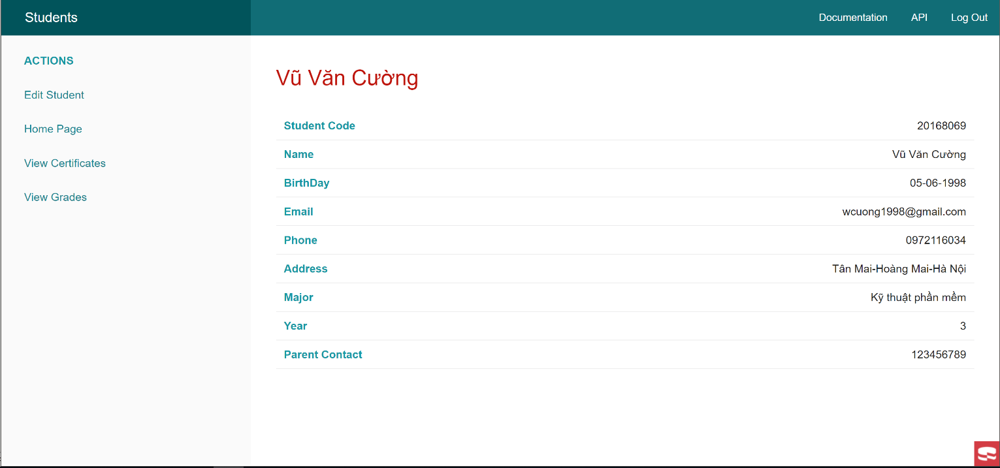 Students
Documentation API Log Out
ACTIONS
Edit Student
Home Page
View Certificates
View Grades
Vũ Văn Cường
Student Code 20168069
Name Vũ Văn Cường
BirthDay 05-06-1998
Email wcuong1998@gmail.com
Phone 0972116034
Address Tân Mai-Hoàng Mai-Hà Nội
Major Kỹ thuật phần mềm
Year 3
Parent Contact 123456789